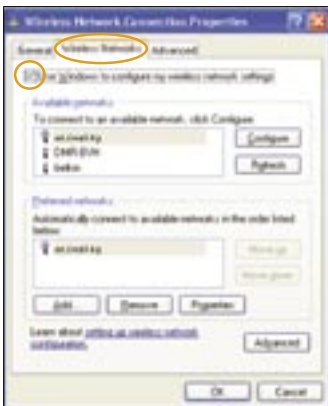 Wireless Network Connection Properties
General Wireless Networks Advanced
Windows to configure my wireless network settings
Available networks
To connect to an available network, click Configure
Configure
belkin
Refresh
Preferred networks
Automatically connect to available networks in the order listed
below:
Move up
Move down
Add... Remove Properties
Learn about setting up wireless network
configuration.
Advanced
OK Cancel